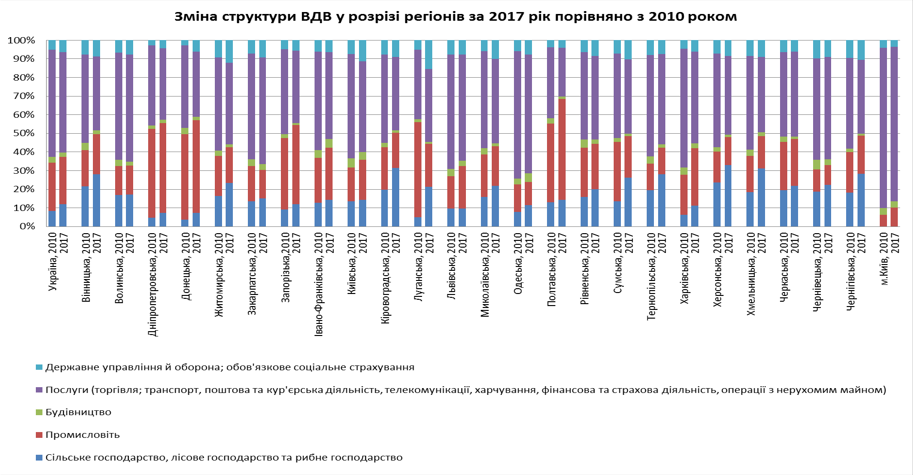 Зміна структури ВДВ у розрізі регіонів за 2017 рік порівняно з 2010 роком
100%
90%
80%
70%
60%
50%
40%
30%
20%
10%
0%
Україна, 2010
2017
Вінницька, 2010
2017
Волинська, 2010
2017
Дніпропетровська, 2010
2017
Донецька, 2010
2017
Житомирська, 2010
2017
Закарпатська, 2010
2017
Запорізька, 2010
2017
Івано-Франківська, 2010
2017
Київська, 2010
2017
Кіровоградська, 2010
2017
Луганська, 2010
2017
Львівська, 2010
2017
Миколаївська, 2010
2017
Одеська, 2010
2017
Полтавська, 2010
2017
Рівненська, 2010
2017
Сумська, 2010
2017
Тернопільська, 2010
2017
Харківська, 2010
2017
Херсонська, 2010
2017
Хмельницька, 2010
2017
Черкаська, 2010
2017
Чернівецька, 2010
2017
Чернігівська, 2010
2017
м.Київ, 2010
2017
Державне управління й оборона; обов'язкове соціальне страхування
Послуги (торгівля; транспорт, поштова та кур'єрська діяльність, телекомунікації, харчування, фінансова та страхова діяльність, операції з нерухомим майном)
Будівництво
Промисловіть
Сільське господарство, лісове господарство та рибне господарство